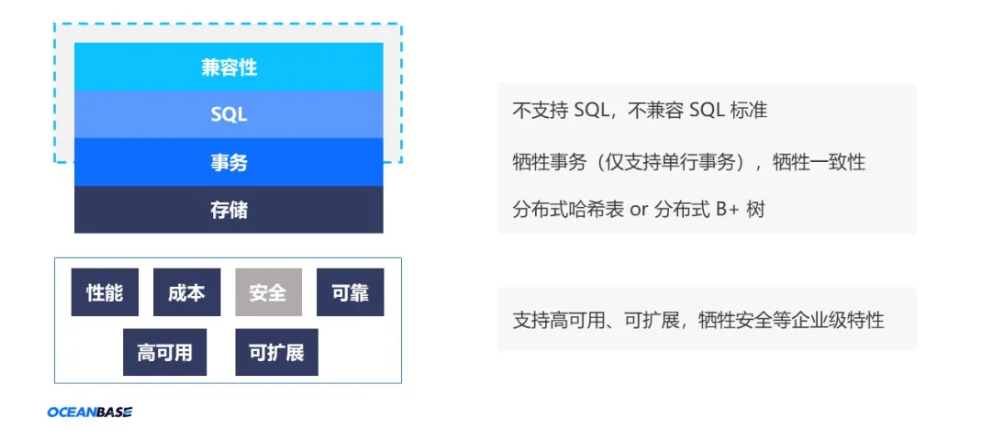 兼容性
SQL
事务
存储
不支持 SQL，不兼容 SQL 标准
牺牲事务（仅支持单行事务），牺牲一致性
分布式哈希表 or 分布式 B+ 树
性能 成本 安全 可靠
高可用 可扩展
支持高可用、可扩展，牺牲安全等企业级特性
OCEANBASE